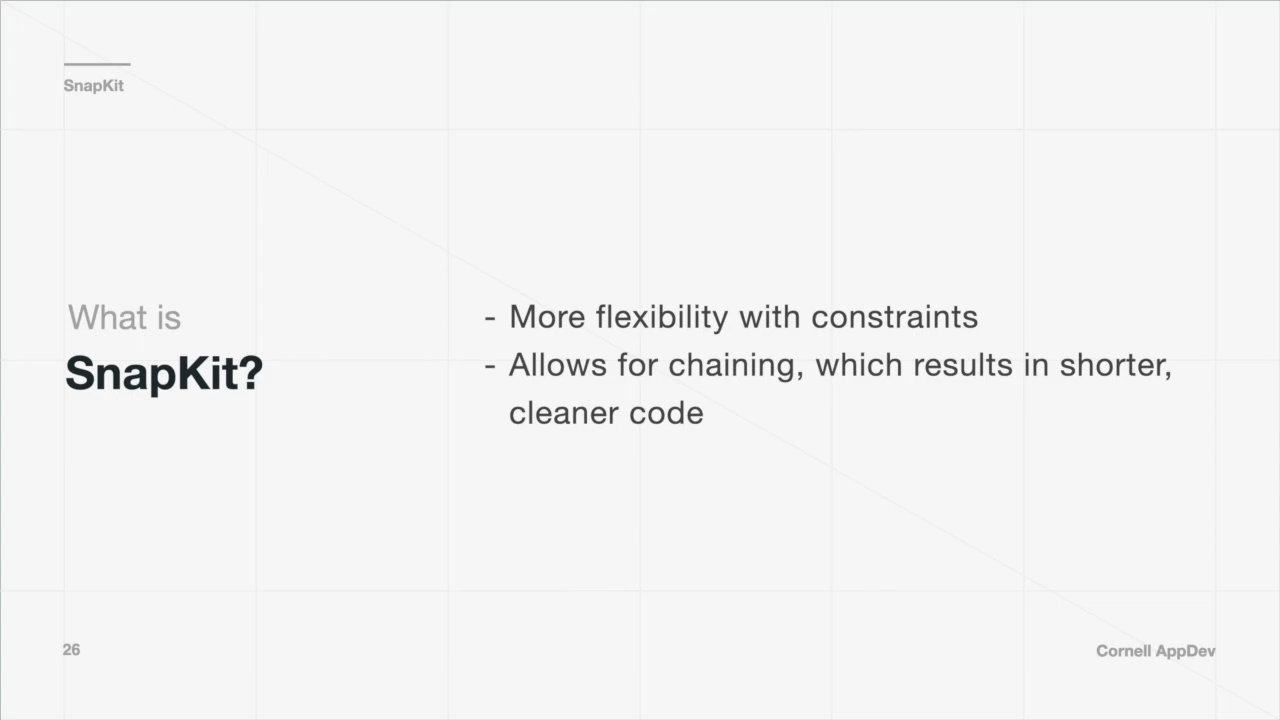 SnapKit
What is
SnapKit?
- More flexibility with constraints
- Allows for chaining, which results in shorter,
cleaner code
26
Cornell AppDev